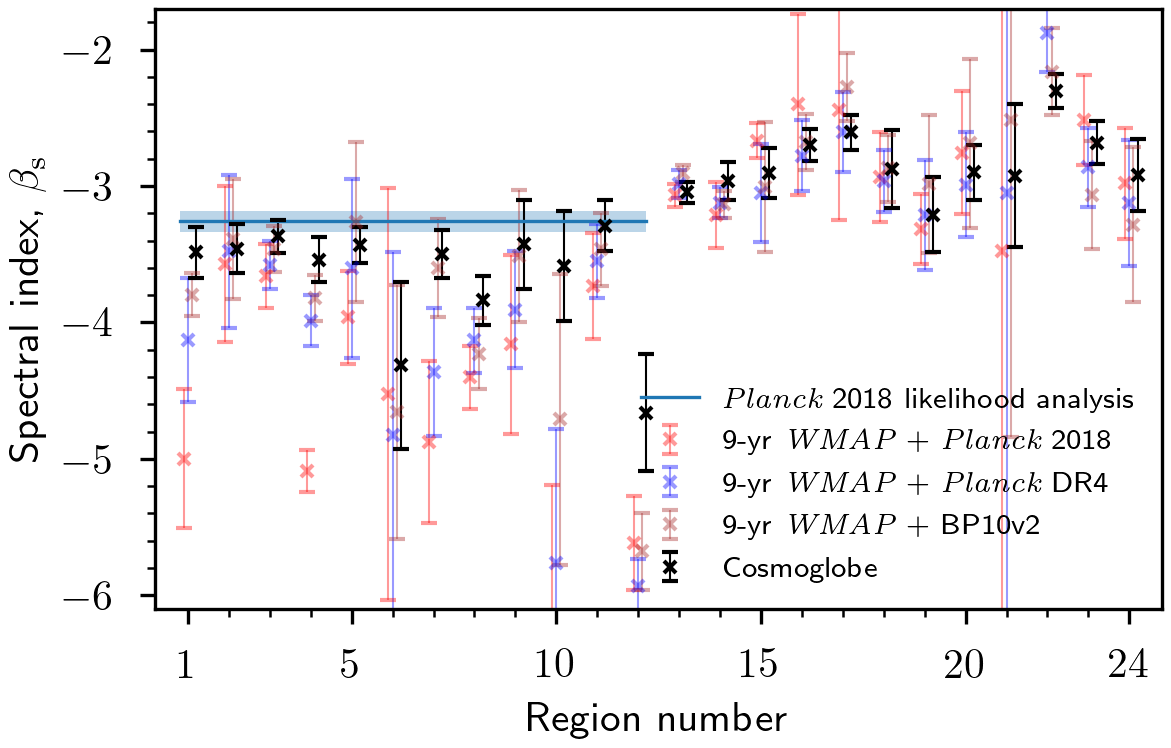 −2
−3
−4
−5
−6
Spectral index, βs
Planck 2018 likelihood analysis
9-yr WMAP + Planck 2018
9-yr WMAP + Planck DR4
9-yr WMAP + BP10v2
Cosmoglobe
1 5 10 15 20 24
Region number